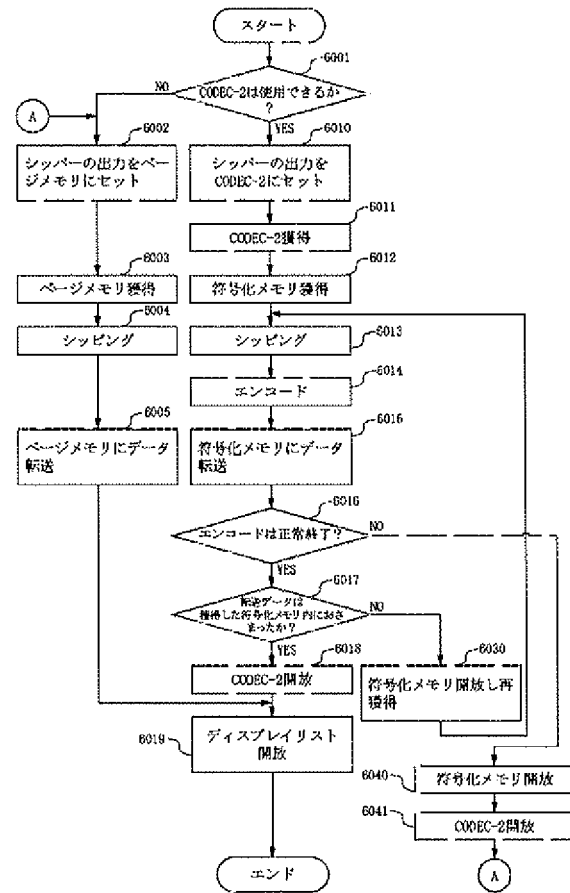 スタート
6001
CODEC-2は使用できるか
?
NO
YES
A
6002
シッパーの出力をペー
ジメモリにセット
6010
シッパーの出力を
CODEC-2にセット
6011
CODEC-2獲得
6003
ページメモリ獲得
6012
符号化メモリ獲得
6004
シッピング
6013
シッピング
6014
エンコード
6005
ページメモリにデータ
転送
6015
符号化メモリにデータ
転送
6016
エンコードは正常終了?
NO
YES
6017
転送データは
獲得した符号化メモリ内におさ
まったか?
NO
YES
6018
CODEC-2開放
6030
符号化メモリ開放し再
獲得
6019
ディスプレイリスト
開放
6040
符号化メモリ開放
6041
CODEC-2開放
エンド
A